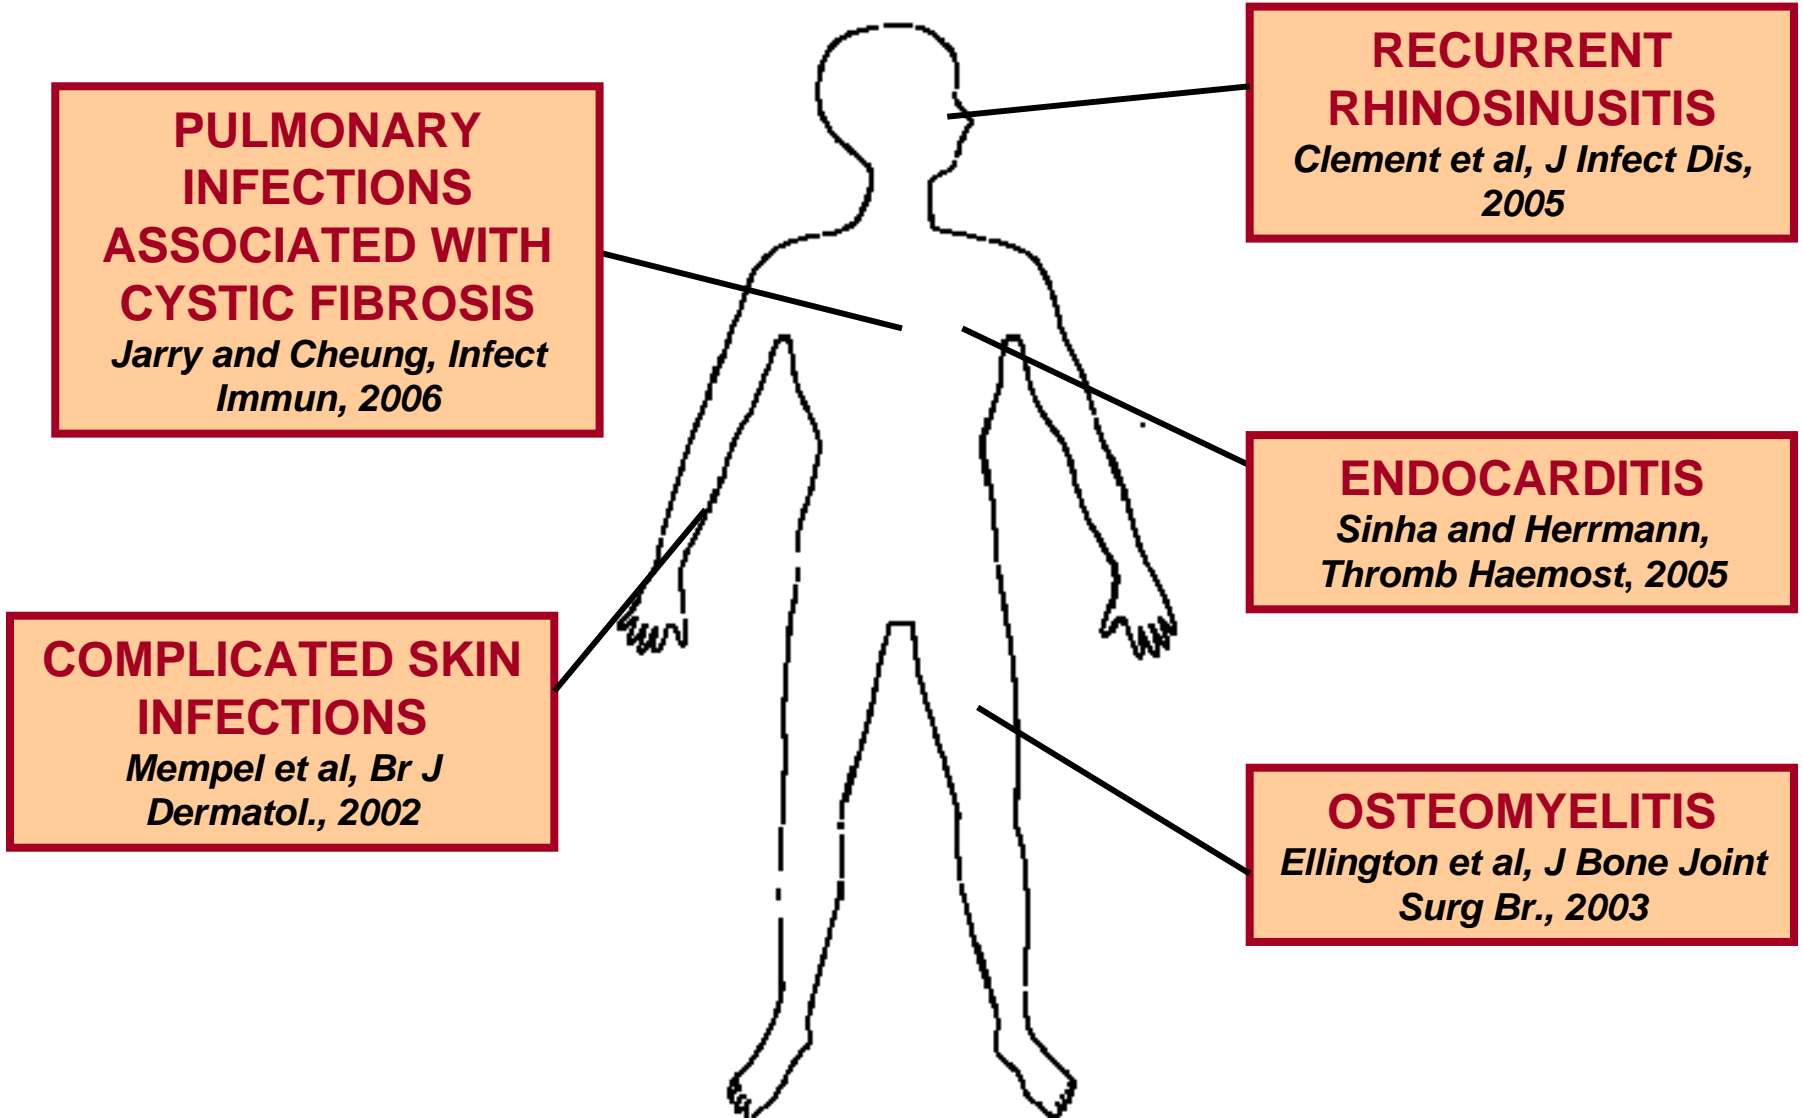 RECURRENT
RHINOSINUSITIS
Clement et al, J Infect Dis,
2005
PULMONARY
INFECTIONS
ASSOCIATED WITH
CYSTIC FIBROSIS
Jarry and Cheung, Infect
Immun, 2006
ENDOCARDITIS
Sinha and Herrmann,
Thromb Haemost, 2005
COMPLICATED SKIN
INFECTIONS
Mempel et al, Br J
Dermatol., 2002
OSTEOMYELITIS
Ellington et al, J Bone Joint
Surg Br., 2003